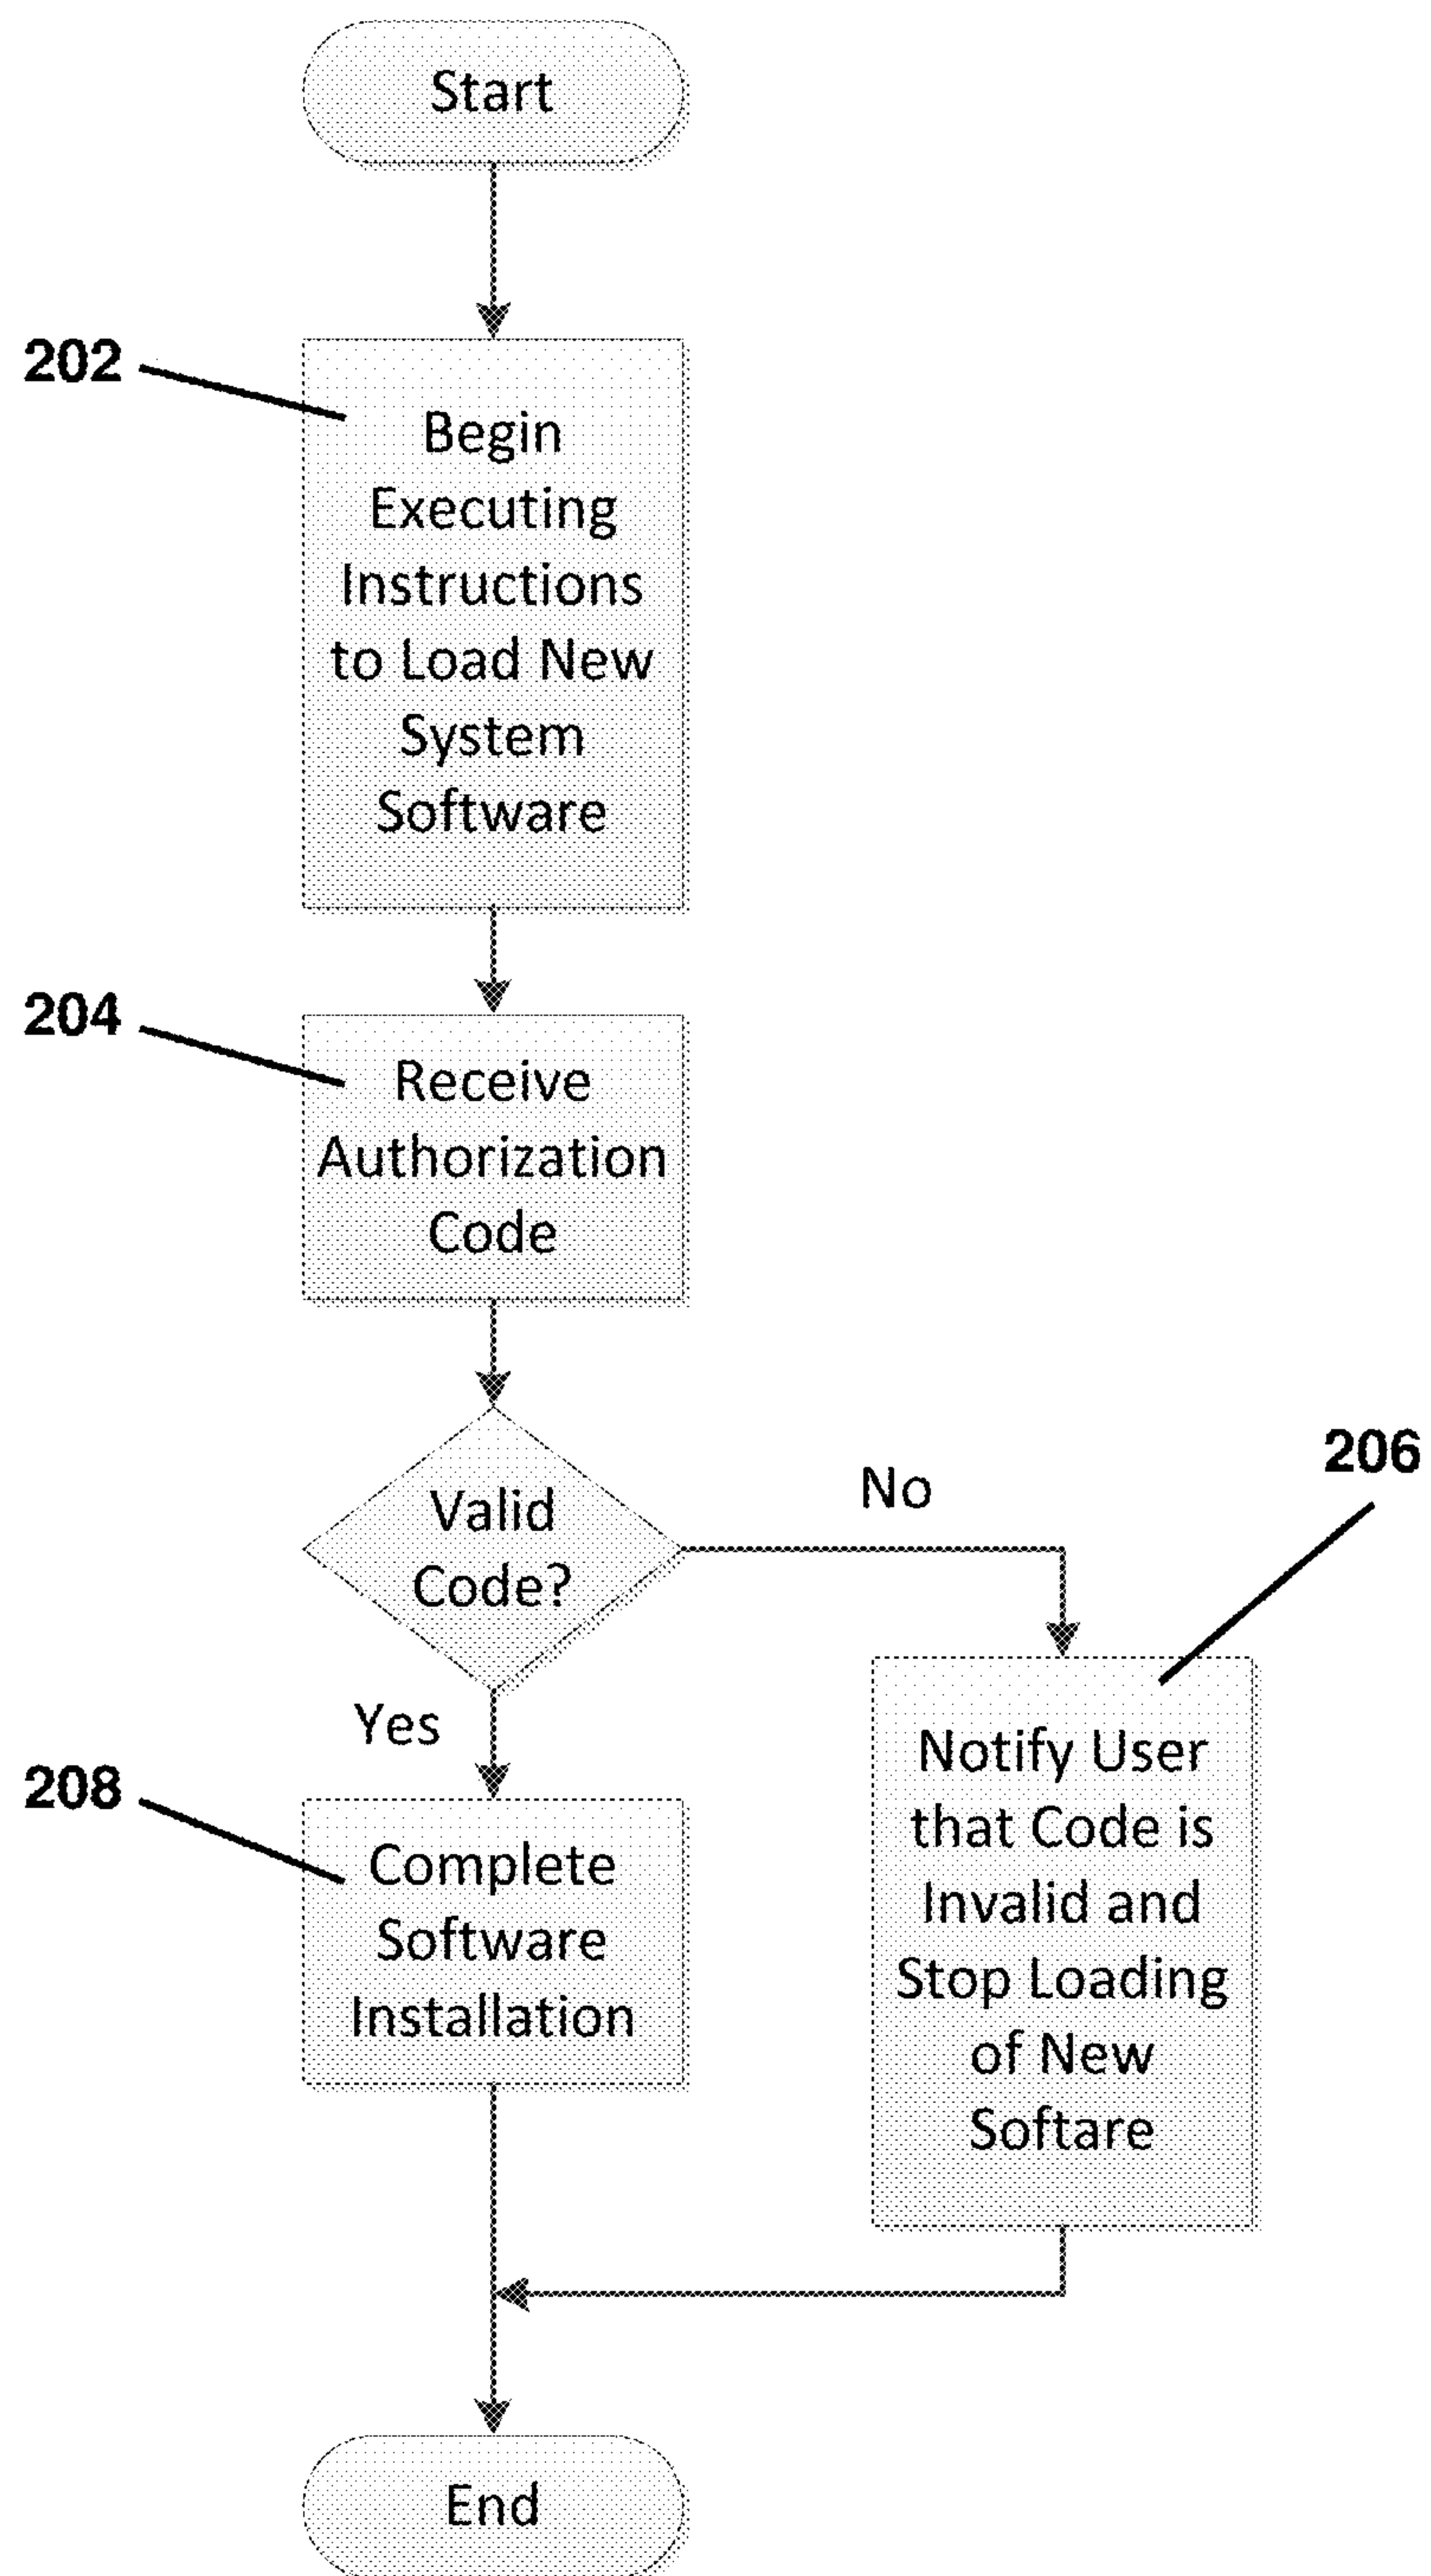 Start
202
Begin
Executing
Instructions
to Load New
System
Software
204
Receive
Authorization
Code
Valid
Code?
No
206
Yes
208
Complete
Software
Installation
Notify User
that Code is
Invalid and
Stop Loading
of New
Softare
End